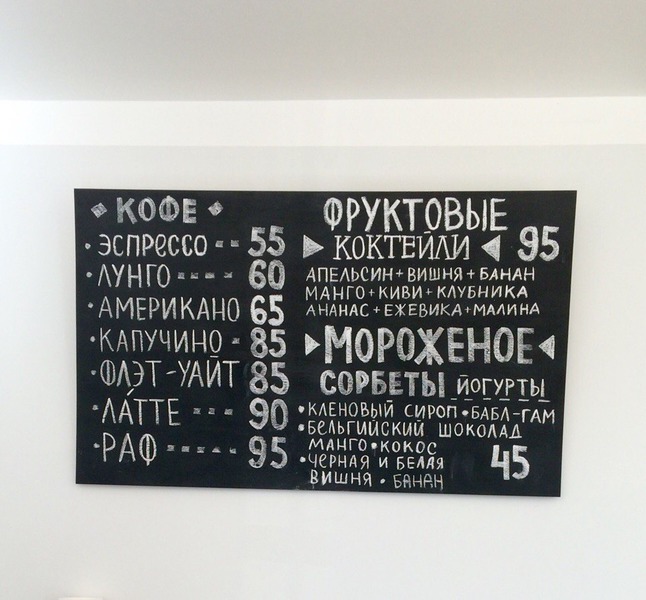 КОФЕ
ЭСПРЕССО 55
ЛУНГО 60
АМЕРИКАНО 65
КАПУЧИНО 85
ФЛЭТ-УАЙТ 85
ЛА́ТТЕ 90
РАФ 95
ФРУКТОВЫЕ
КОКТЕЙЛИ 95
АПЕЛЬСИН+ВИШНЯ+БАНАН
МАНГО+КИВИ+КЛУБНИКА
АНАНАС+ЕЖЕВИКА+МАЛИНА
МОРОЖЕНОЕ
СОРБЕТЫ ЙОГУРТЫ
•КЛЕНОВЫЙ СИРОП•БАБЛ-ГАМ
•БЕЛЬГИЙСКИЙ ШОКОЛАД
МАНГО•КОКОС
•ЧЕРНАЯ И БЕЛАЯ 45
ВИШНЯ•БАНАН